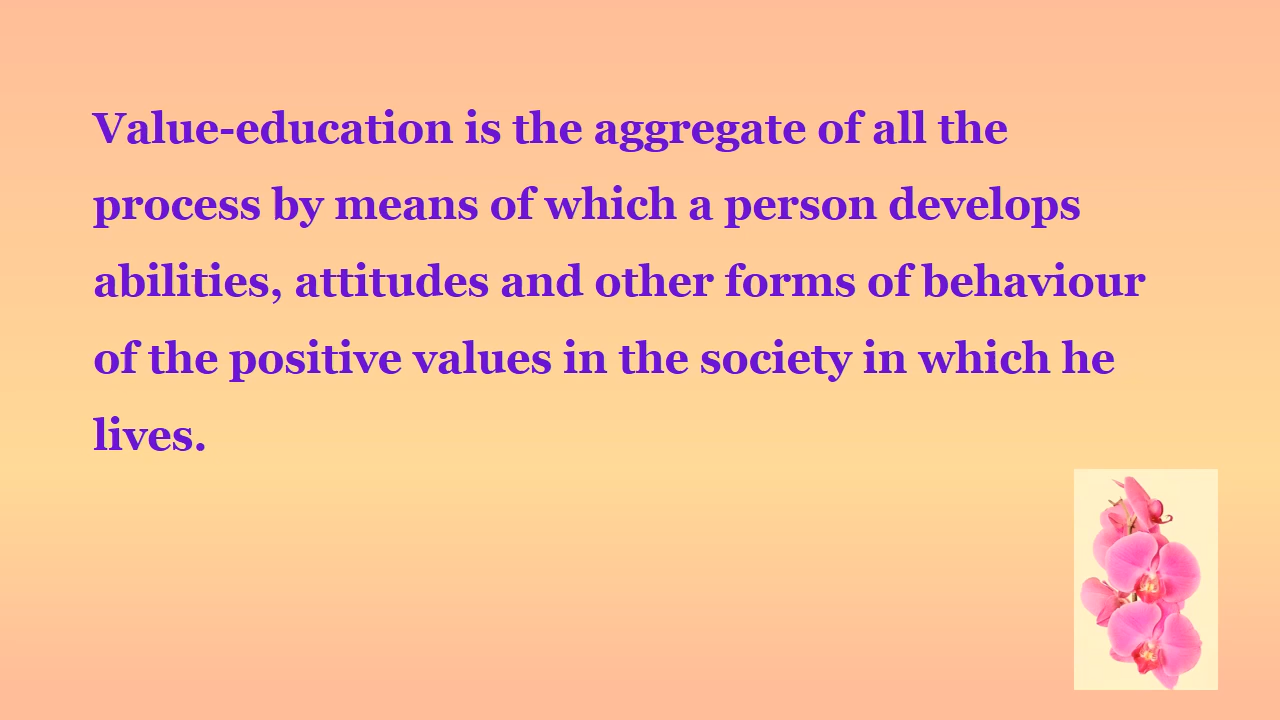 Value-education is the aggregate of all the
process by means of which a person develops
abilities, attitudes and other forms of behaviour
of the positive values in the society in which he
lives.